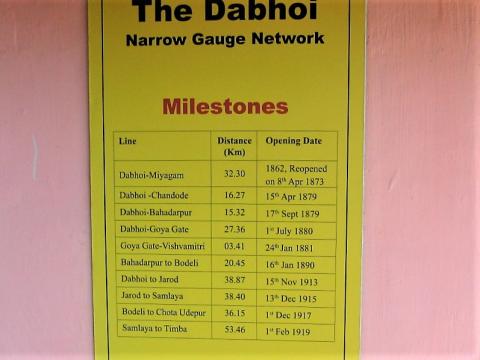 The Dabhoi
Narrow Gauge Network
Milestones
Line Distance (Km) Opening Date
Dabhoi-Miyagam 32.30 1862, Reopened on 8th Apr 1873
Dabhoi -Chandode 16.27 15th Apr 1879
Dabhoi-Bahadarpur 15.32 17th Sept 1879
Dabhoi-Goya Gate 27.36 1st July 1880
Goya Gate-Vishvamitri 03.41 24th Jan 1881
Bahadarpur to Bodeli 20.45 16th Jan 1890
Dabhoi to Jarod 38.87 15th Nov 1913
Jarod to Samlaya 38.40 13th Dec 1915
Bodeli to Chota Udepur 36.15 1st Dec 1917
Samlaya to Timba 53.46 1st Feb 1919